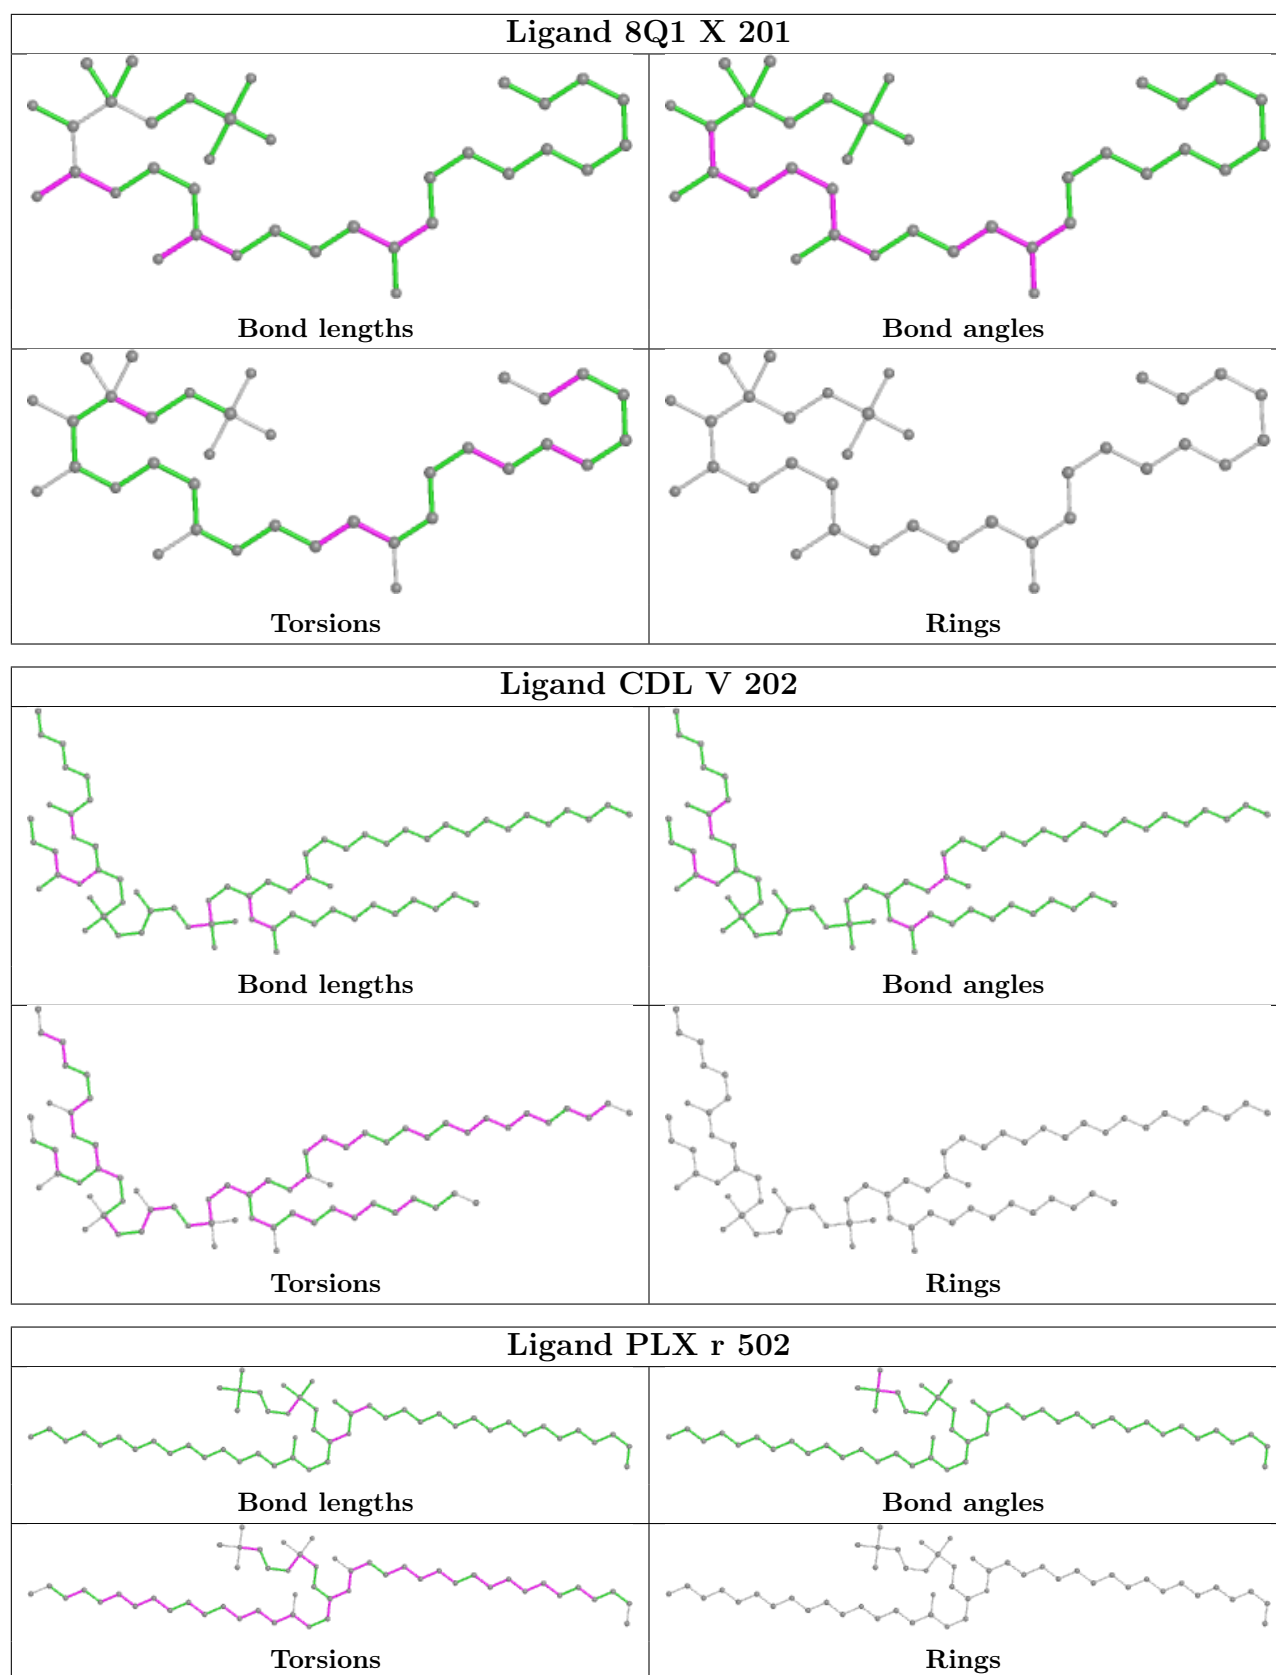 Ligand 8Q1 X 201
Bond lengths
Bond angles
Torsions
Rings
Ligand CDL V 202
Bond lengths
Bond angles
Torsions
Rings
Ligand PLX r 502
Bond lengths
Bond angles
Torsions
Rings